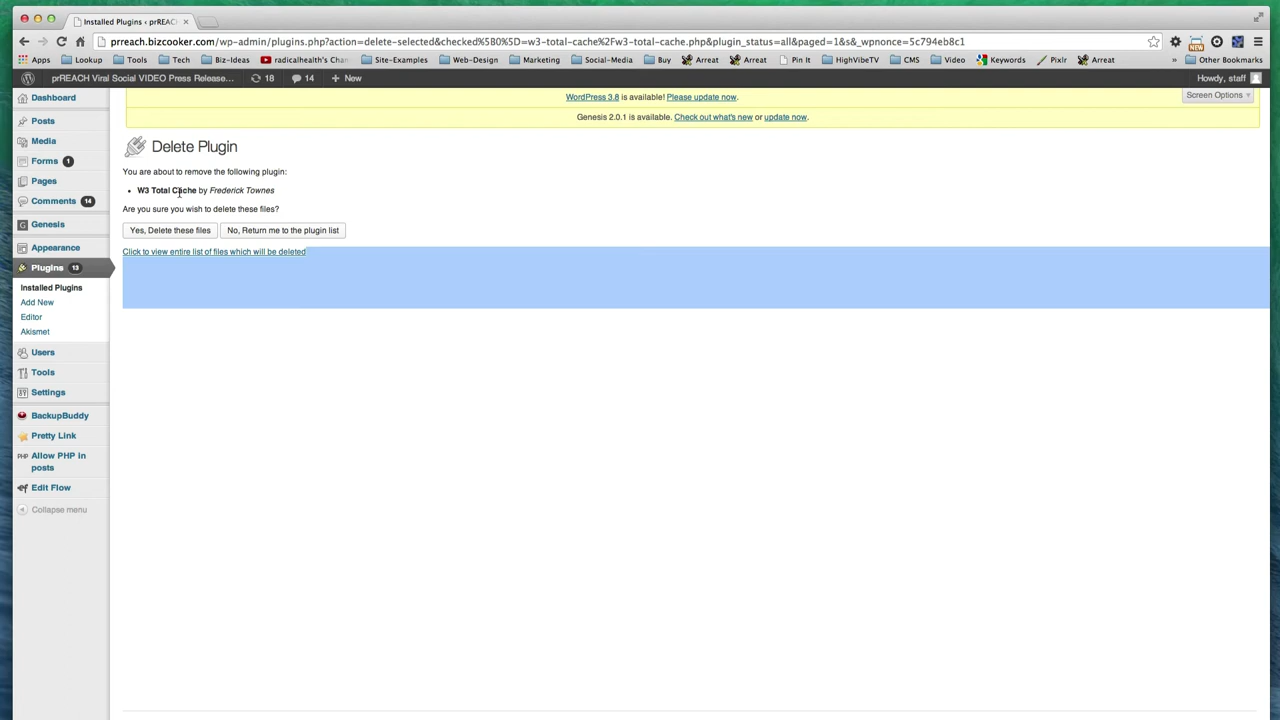 Installed Plugins ‹ prREAC
prreach.bizcooker.com/wp-admin/plugins.php?action=delete-selected&checked%5B0%5D=w3-total-cache%2Fw3-total-cache.php&plugin_status=all&paged=1&s&_wpnonce=5c794eb8c1
NEW
Apps Lookup Tools Tech Biz-Ideas radicalhealth's Chan Site-Examples Web-Design Marketing Social-Media Buy Arreat Arreat Pin It HighVibeTV CMS Video Keywords Pixlr Arreat » Other Bookmarks
prREACH Viral Social VIDEO Press Release… 18 14 + New Howdy, staff
Dashboard
Posts
Media
Forms 1
Pages
Comments 14
Genesis
Appearance
Plugins 13
Installed Plugins
Add New
Editor
Akismet
Users
Tools
Settings
BackupBuddy
Pretty Link
PHP Allow PHP in
posts
ef Edit Flow
Collapse menu
WordPress 3.8 is available! Please update now.
Screen Options
Genesis 2.0.1 is available. Check out what's new or update now.
Delete Plugin
You are about to remove the following plugin:
• W3 Total Cache by Frederick Townes
Are you sure you wish to delete these files?
Yes, Delete these files No, Return me to the plugin list
Click to view entire list of files which will be deleted